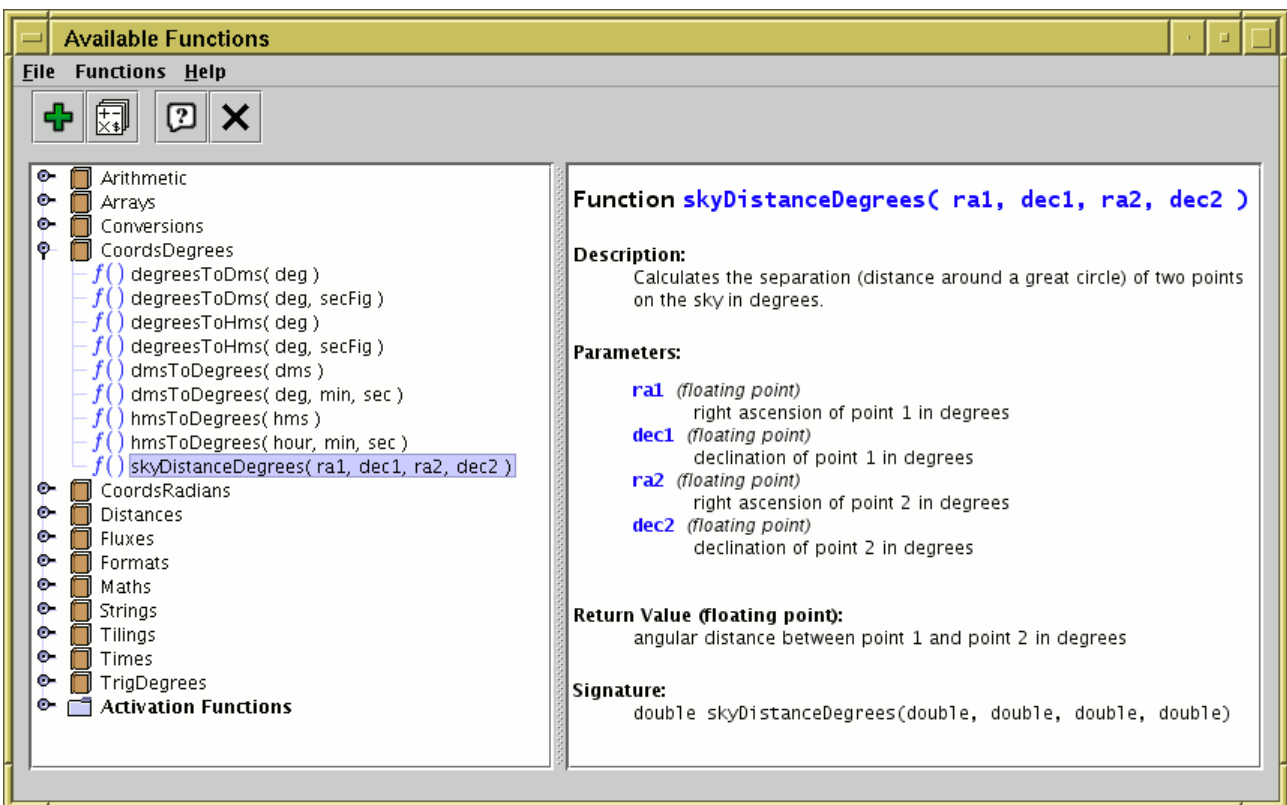 Available Functions
File Functions Help
Arithmetic
Arrays
Conversions
CoordsDegrees
f() degreesToDms( deg )
f() degreesToDms( deg, secFig )
f() degreesToHms( deg )
f() degreesToHms( deg, secFig )
f() dmsToDegrees( dms )
f() dmsToDegrees( deg, min, sec )
f() hmsToDegrees( hms )
f() hmsToDegrees( hour, min, sec )
f() skyDistanceDegrees( ra1, dec1, ra2, dec2 )
CoordsRadians
Distances
Fluxes
Formats
Maths
Strings
Tilings
Times
TrigDegrees
Activation Functions
Function skyDistanceDegrees( ra1, dec1, ra2, dec2 )
Description:
Calculates the separation (distance around a great circle) of two points
on the sky in degrees.
Parameters:
ra1 (floating point)
right ascension of point 1 in degrees
dec1 (floating point)
declination of point 1 in degrees
ra2 (floating point)
right ascension of point 2 in degrees
dec2 (floating point)
declination of point 2 in degrees
Return Value (floating point):
angular distance between point 1 and point 2 in degrees
Signature:
double skyDistanceDegrees(double, double, double, double)